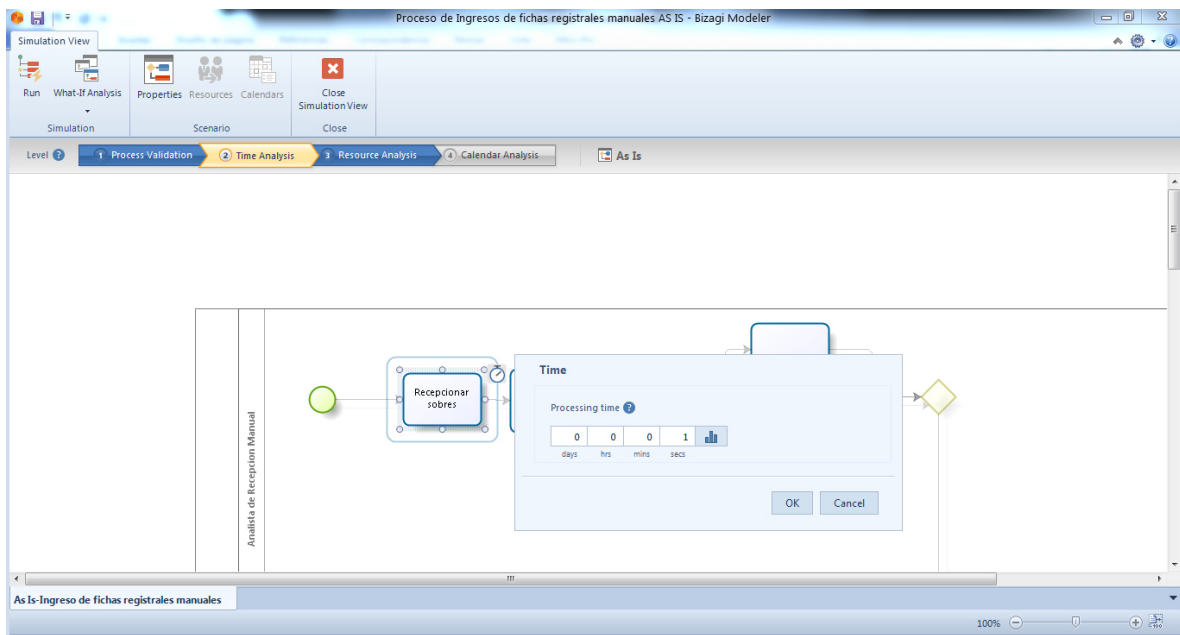 Proceso de Ingresos de fichas registrales manuales AS IS - Bizagi Modeler
Simulation View
Run What-If Analysis Properties Resources Calendars Close Simulation View
Simulation Scenario Close
Level ? 1 Process Validation 2 Time Analysis 3 Resource Analysis 4 Calendar Analysis As Is
Analista de Recepcion Manual
Recepcionar
sobres
Time
Processing time ?
0 0 0 1
days hrs mins secs
OK Cancel
As Is-Ingreso de fichas registrales manuales
100%